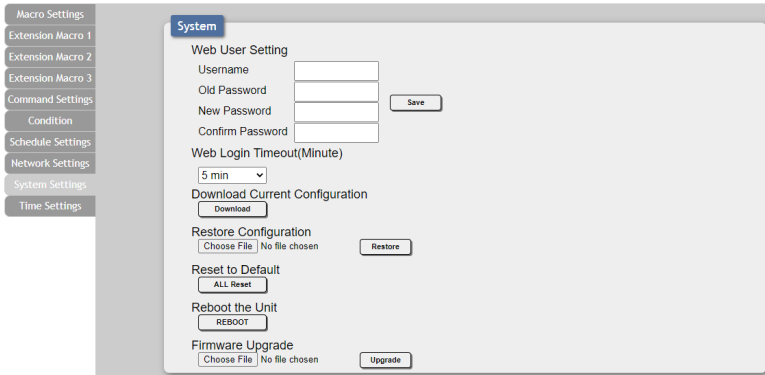 Macro Settings
Extension Macro 1
Extension Macro 2
Extension Macro 3
Command Settings
Condition
Schedule Settings
Network Settings
System Settings
Time Settings
System
Web User Setting
Username
Old Password
New Password
Save
Confirm Password
Web Login Timeout(Minute)
5 min
Download Current Configuration
Download
Restore Configuration
Choose File No file chosen Restore
Reset to Default
ALL Reset
Reboot the Unit
REBOOT
Firmware Upgrade
Choose File No file chosen Upgrade